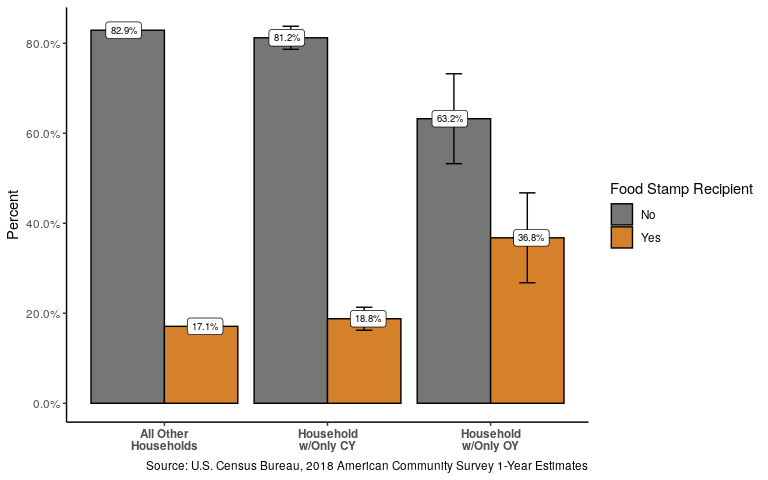 80.0%
60.0%
40.0%
20.0%
0.0%
Percent
82.9%
17.1%
81.2%
18.8%
63.2%
36.8%
All Other
Households
Household
w/Only CY
Household
w/Only OY
Food Stamp Recipient
No
Yes
Source: U.S. Census Bureau, 2018 American Community Survey 1-Year Estimates